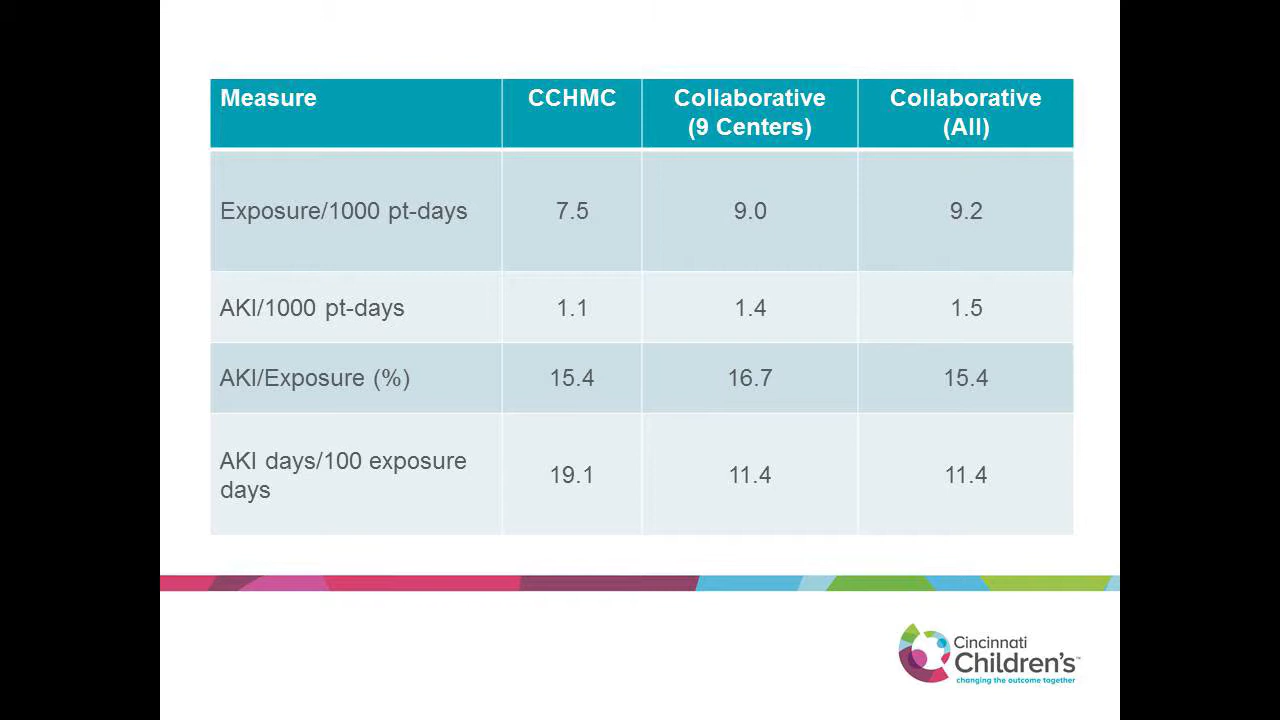 Measure CCHMC Collaborative (9 Centers) Collaborative (All)
Exposure/1000 pt-days 7.5 9.0 9.2
AKI/1000 pt-days 1.1 1.4 1.5
AKI/Exposure (%) 15.4 16.7 15.4
AKI days/100 exposure days 19.1 11.4 11.4
Cincinnati
Children's™
changing the outcome together